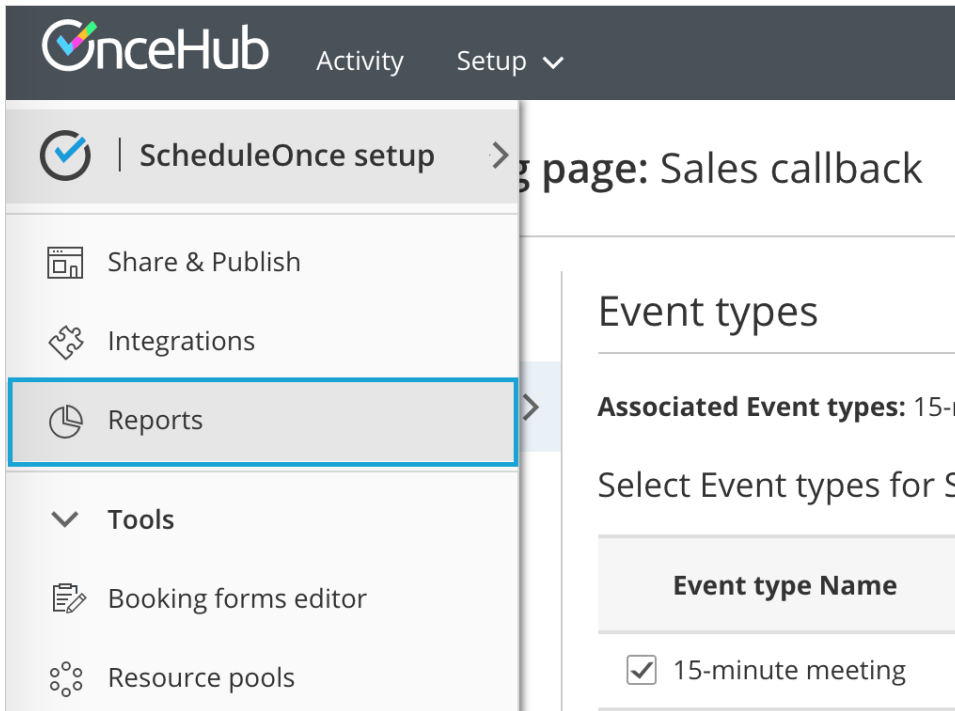 OnceHub Activity Setup
ScheduleOnce setup
page: Sales callback
Share & Publish
Integrations
Reports
Tools
Booking forms editor
Resource pools
Event types
Associated Event types: 15-
Select Event types for
Event type Name
15-minute meeting